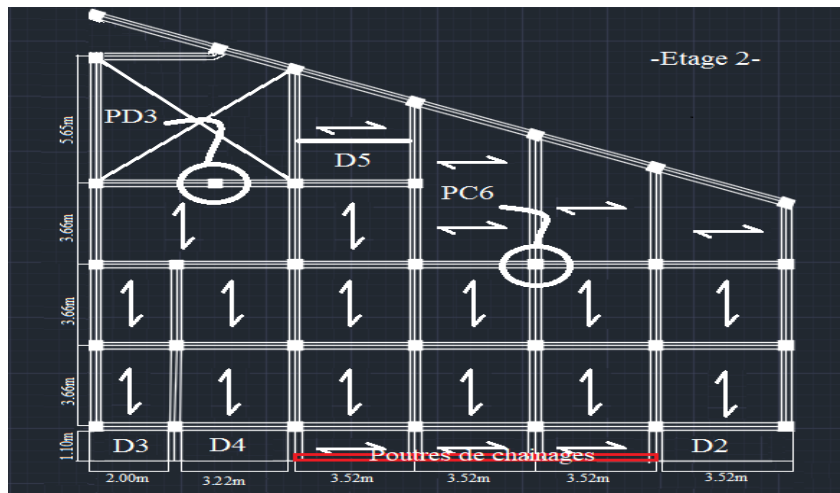 -Etage 2-
PD3
5.65m
D5
PC6
3.66m
3.66m
3.66m
D3
D4
Poutres de chainages
D2
1.10m
2.00m
3.22m
3.52m
3.52m
3.52m
3.52m